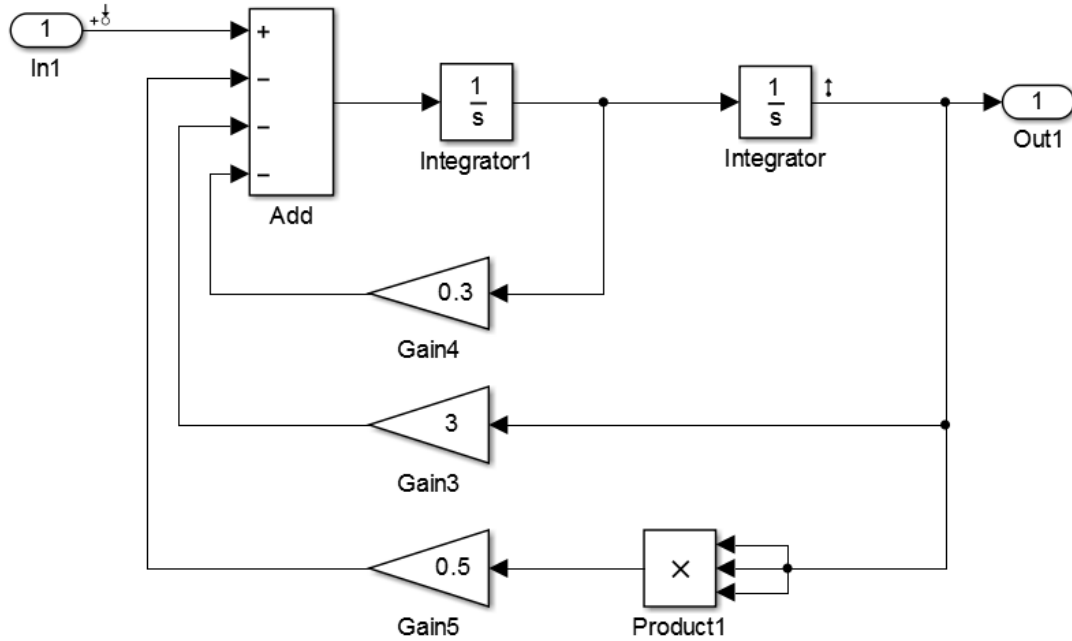 1
In1
+
+
−
−
−
Add
1
s
Integrator1
1
s
Integrator
1
Out1
0.3
Gain4
3
Gain3
0.5
Gain5
×
Product1